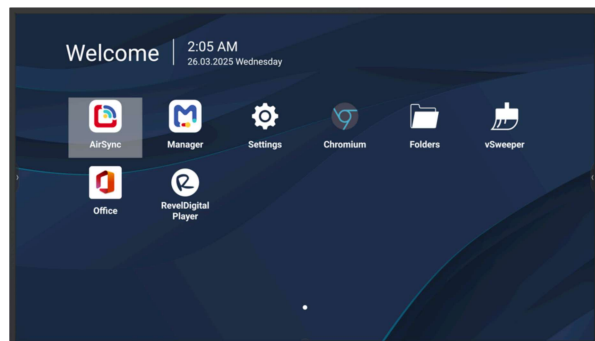 Welcome
2:05 AM
26.03.2025 Wednesday
AirSync
Manager
Settings
Chromium
Folders
vSweeper
Office
RevelDigital
Player